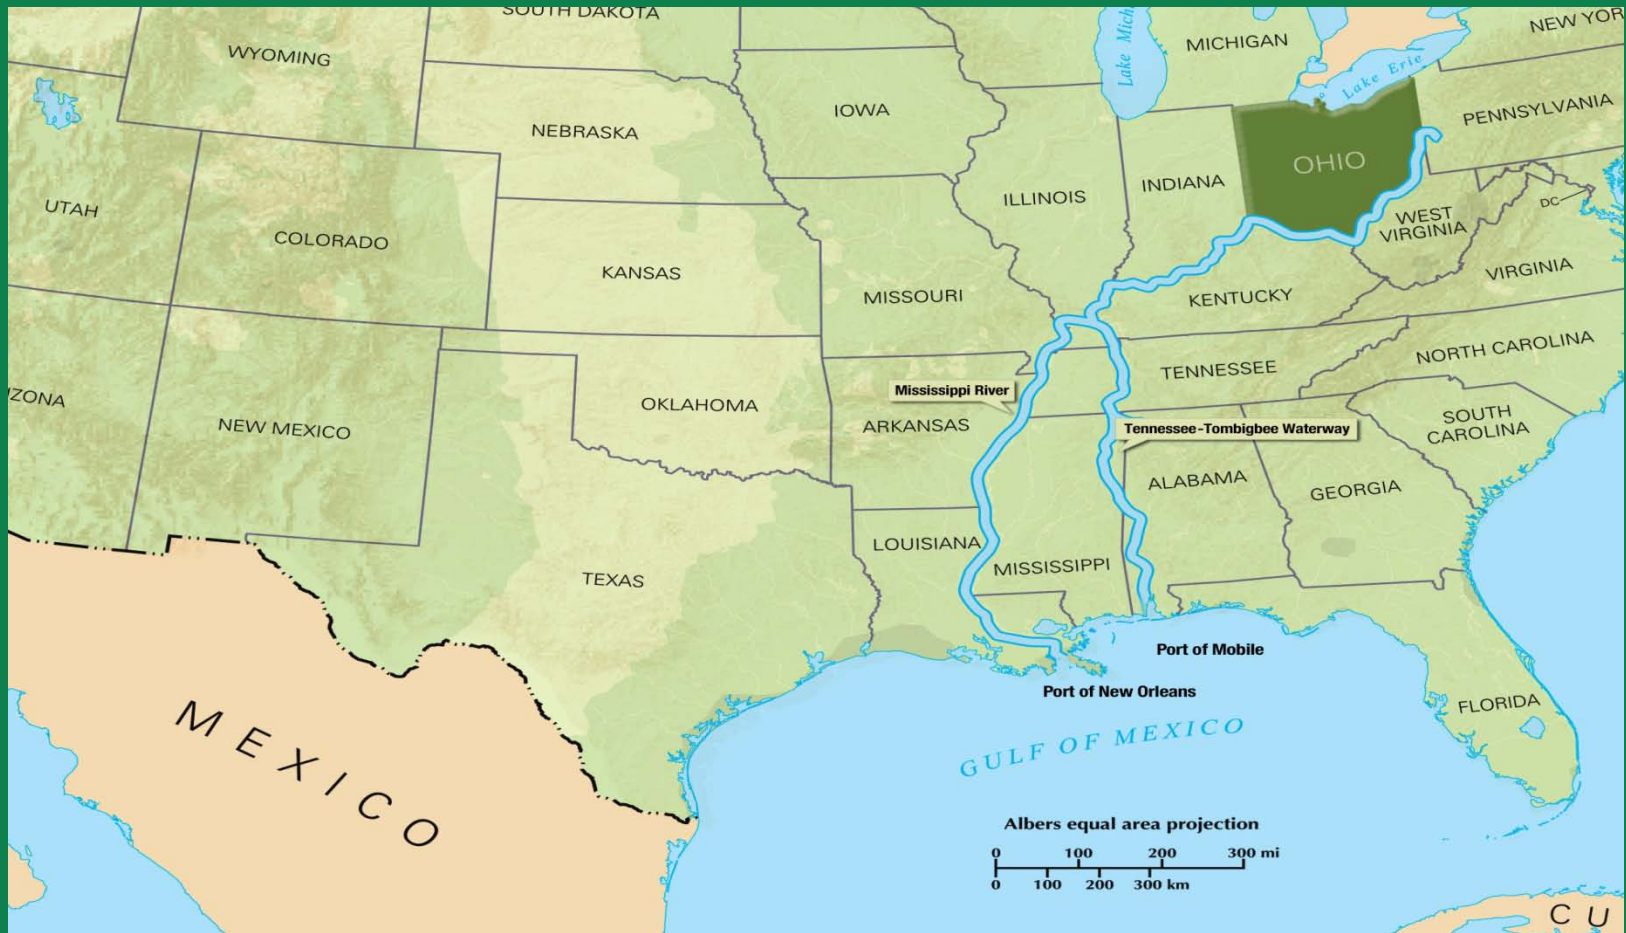 SOUTH DAKOTA
NEW YOR
WYOMING
Lake Mich
MICHIGAN
Lake Erie
IOWA
NEBRASKA
PENNSYLVANIA
OHIO
INDIANA
ILLINOIS
UTAH
DC
WEST
VIRGINIA
COLORADO
KANSAS
VIRGINIA
MISSOURI
KENTUCKY
NORTH CAROLINA
TENNESSEE
Mississippi River
IZONA
OKLAHOMA
SOUTH
CAROLINA
ARKANSAS
NEW MEXICO
Tennessee-Tombigbee Waterway
ALABAMA
GEORGIA
LOUISIANA
MISSISSIPPI
TEXAS
Port of Mobile
Port of New Orleans
FLORIDA
MEXICO
GULF OF MEXICO
Albers equal area projection
0 100 200 300 mi
0 100 200 300 km
CU